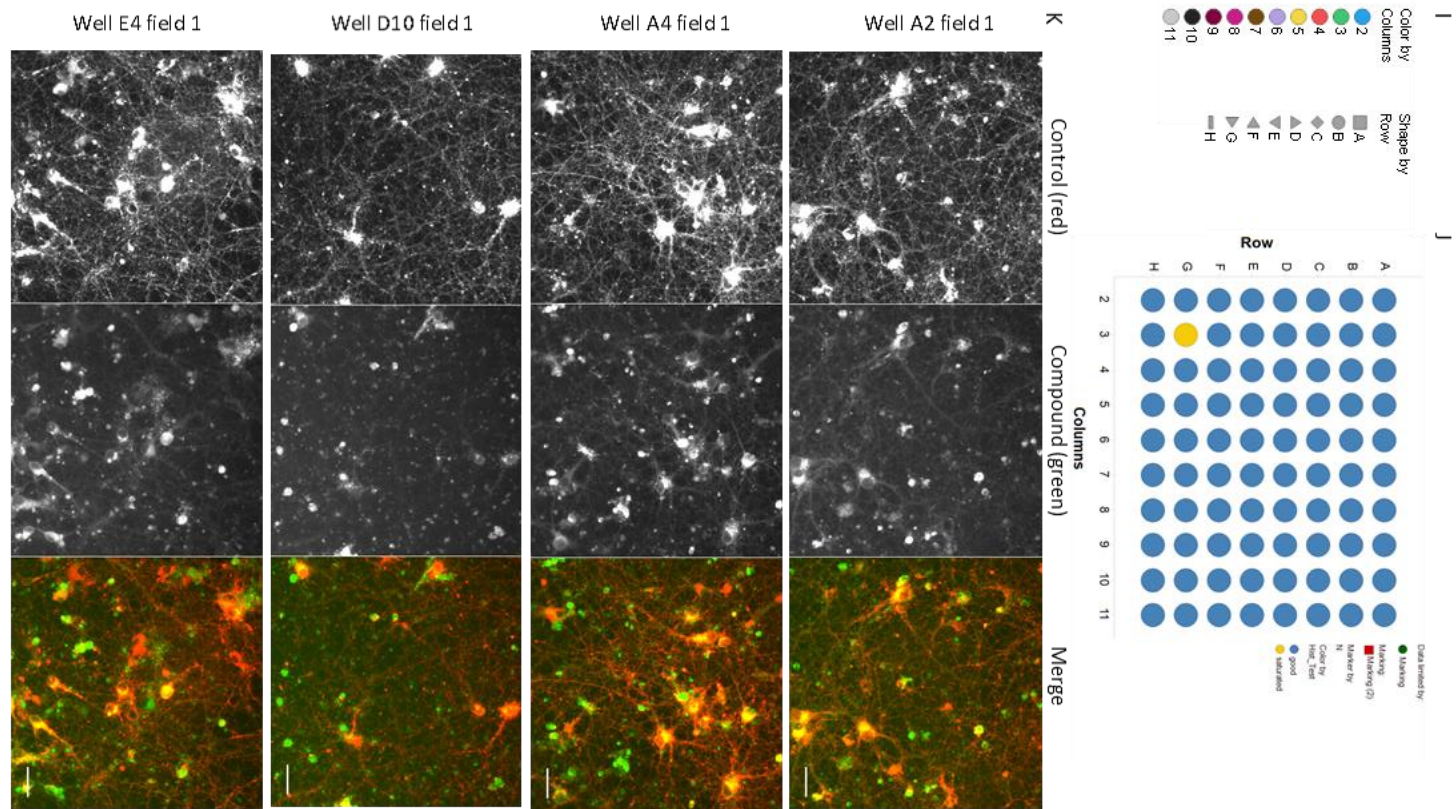 Well E4 field 1
Well D10 field 1
Well A4 field 1
Well A2 field 1
K
Control (red)
Compound (green)
Merge
I
Color by
Columns
2
3
4
5
6
7
8
9
10
11
Shape by
Row
A
B
C
D
E
F
G
H
J
Row
H G F E D C B A
2
3
4
5
6
7
8
9
10
11
Columns
Data limited by:
Marking
Marking:
Marking (2)
Marker by
N
Color by
Hist_Test
good
saturated